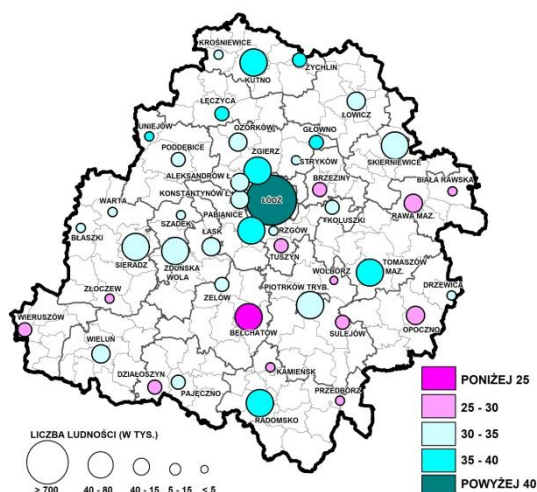 KROŚNIEWICE
KUTNO
ŻYCHLIN
ŁĘCZYCA
ŁOWICZ
UNIEJÓW
OZORKÓW
GŁOWNO
PODDĘBICE
ZGIERZ
STRYKÓW
SKIERNIEWICE
ALEKSANDRÓW Ł.
BRZEZINY
BIAŁA RAWSKA
KONSTANTYNÓW Ł.
ŁÓDŹ
WARTA
SZADEK
PABIANICE
KOLUSZKI
RAWA MAZ.
BŁASZKI
ŁASK
RZGÓW
SIERADZ
ZDUŃSKA
WOLA
TUSZYN
WOLBÓRZ
TOMASZÓW
MAZ.
ZŁOCZEW
ZELÓW
PIOTRKÓW TRYB.
DRZEWICA
WIERUSZÓW
BEŁCHATÓW
SULEJÓW
OPOCZNO
WIELUŃ
DZIAŁOSZYN
PAJĘCZNO
KAMIEŃSK
PRZEDBÓRZ
RADOMSKO
LICZBA LUDNOŚCI (W TYS.)
> 700 40 - 80 40 - 15 5 - 15 < 5
PONIŻEJ 25
25 - 30
30 - 35
35 - 40
POWYŻEJ 40